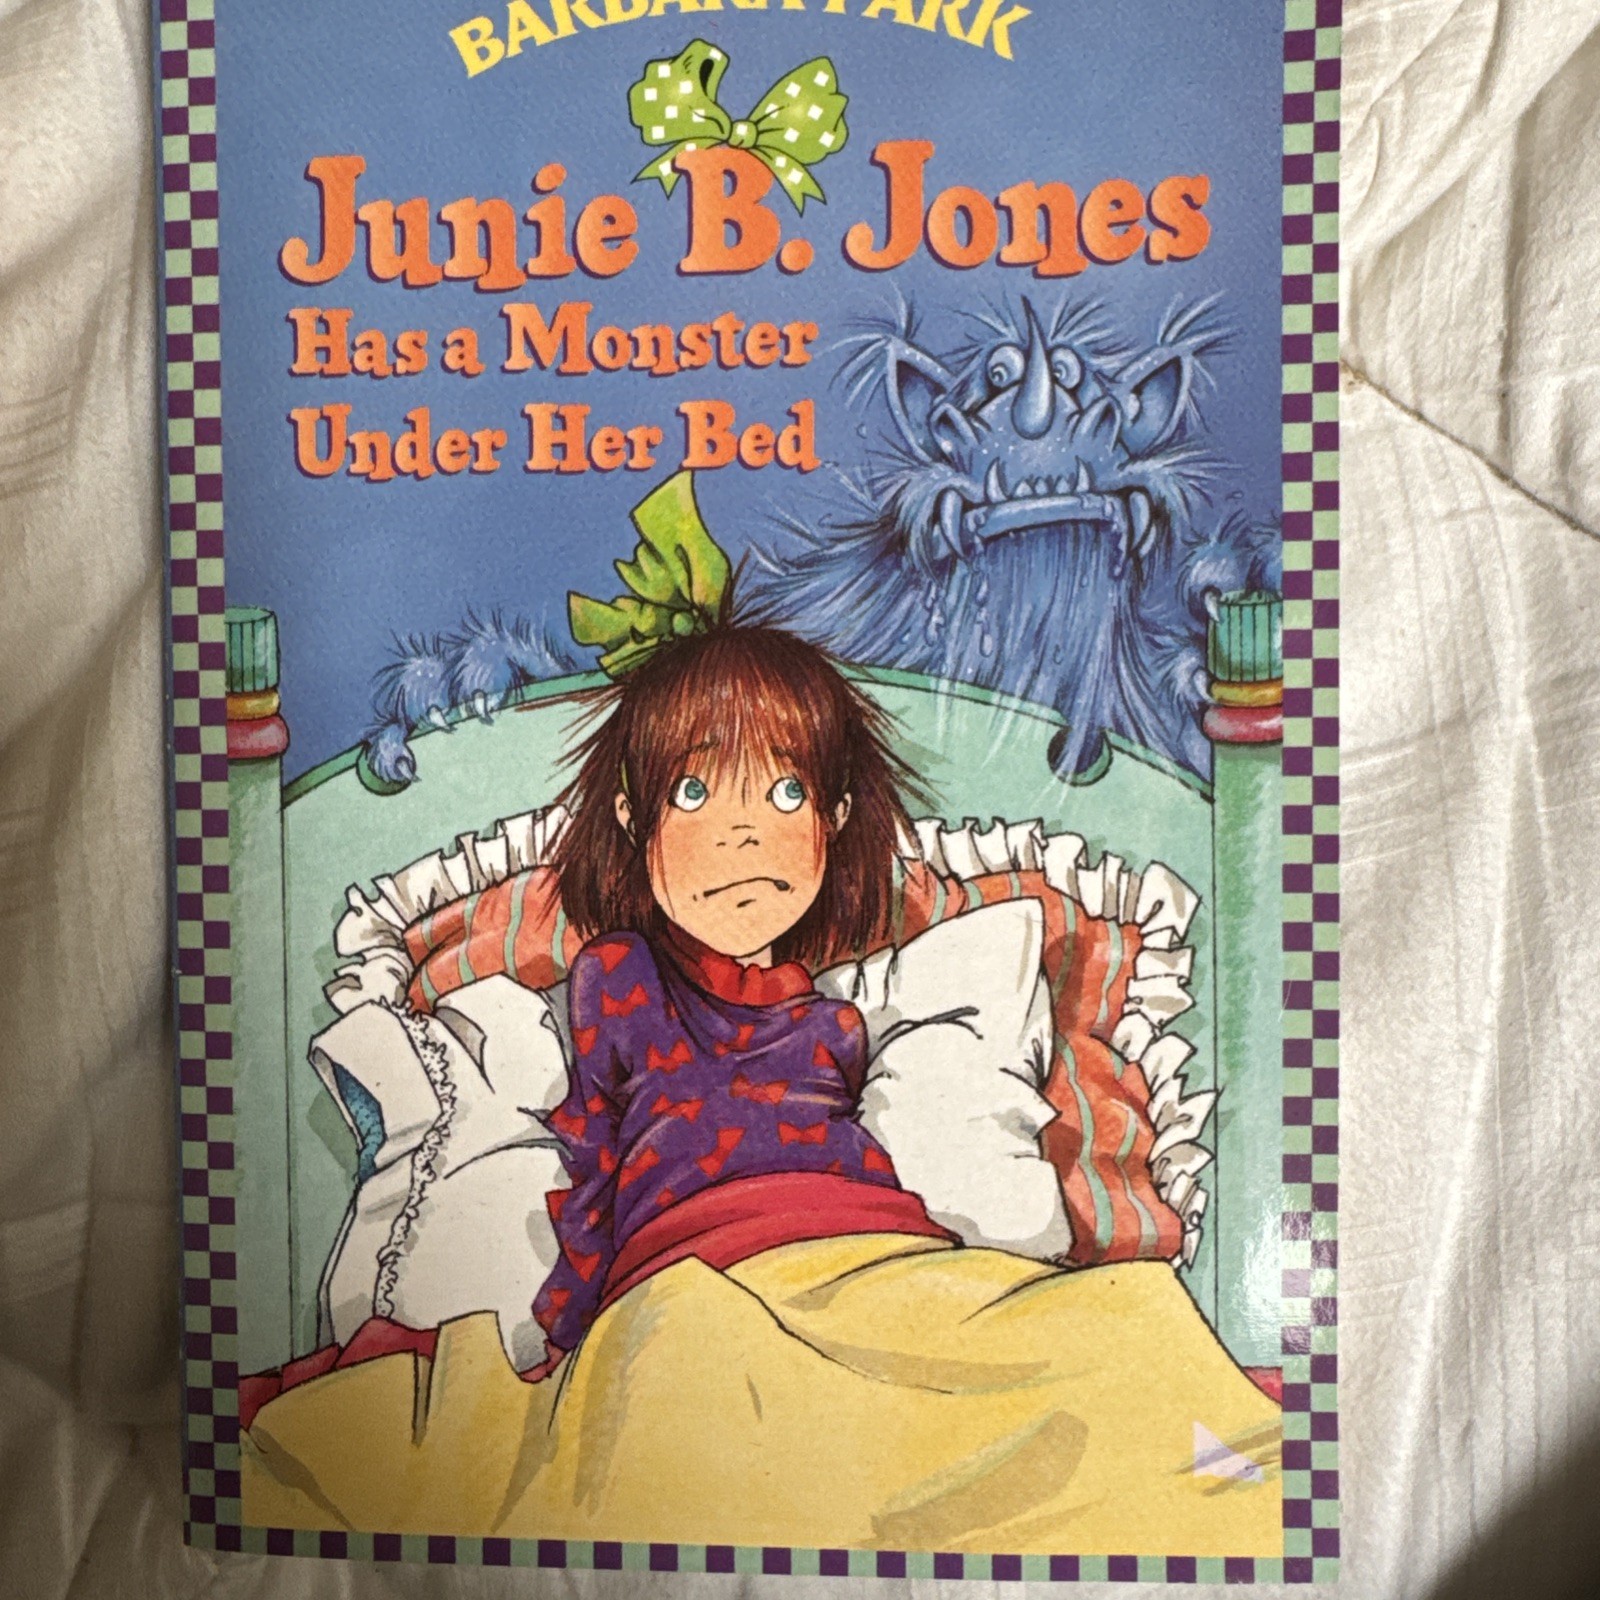 BARBARA PARK
Junie B. Jones
Has a Monster
Under Her Bed